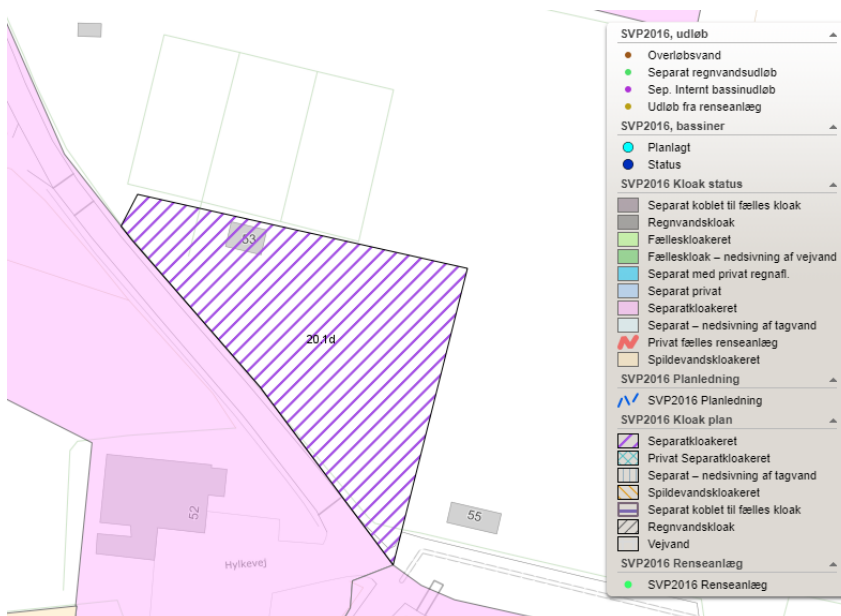 53
20.1d
52
Hylkevej
55
SVP2016, udløb
Overløbsvand
Separat regnvandsudløb
Sep. Internt bassinudløb
Udløb fra renseanlæg
SVP2016, bassiner
Planlagt
Status
SVP2016 Kloak status
Separat koblet til fælles kloak
Regnvandskloak
Fælleskloakeret
Fælleskloak – nedsivning af vejvand
Separat med privat regnafl.
Separat privat
Separatkloakeret
Separat – nedsivning af tagvand
Privat fælles renseanlæg
Spildevandskloakeret
SVP2016 Planledning
SVP2016 Planledning
SVP2016 Kloak plan
Separatkloakeret
Privat Separatkloakeret
Separat – nedsivning af tagvand
Spildevandskloakeret
Separat koblet til fælles kloak
Regnvandskloak
Vejvand
SVP2016 Renseanlæg
SVP2016 Renseanlæg